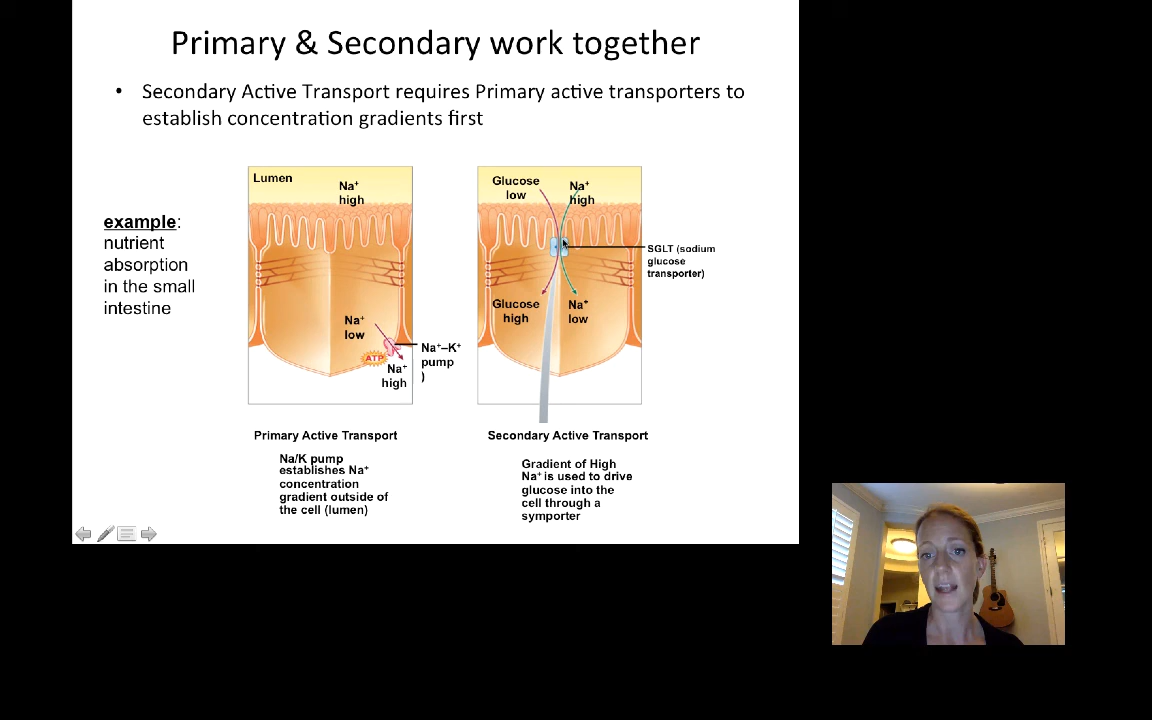 Primary & Secondary work together
• Secondary Active Transport requires Primary active transporters to
establish concentration gradients first
example:
nutrient
absorption
in the small
intestine
Lumen
Na⁺
high
Na⁺
low
ATP
Na⁺
high
Na⁺–K⁺
pump
)
Primary Active Transport
Na/K pump
establishes Na⁺
concentration
gradient outside of
the cell (lumen)
Glucose
low
Na⁺
high
SGLT (sodium
glucose
transporter)
Glucose
high
Na⁺
low
Secondary Active Transport
Gradient of High
Na⁺ is used to drive
glucose into the
cell through a
symporter